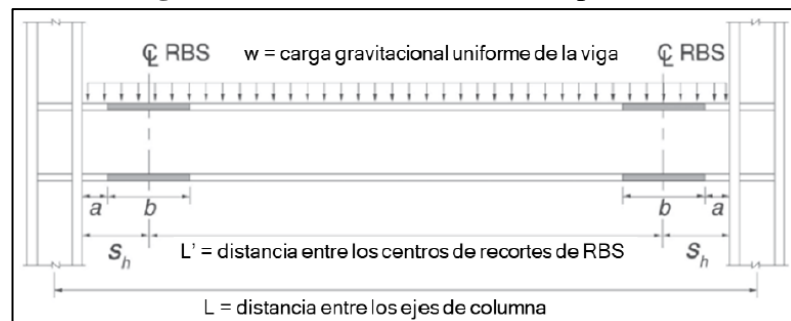 ℄ RBS w = carga gravitacional uniforme de la viga ℄ RBS
a b b a
S_h L' = distancia entre los centros de recortes de RBS S_h
L = distancia entre los ejes de columna